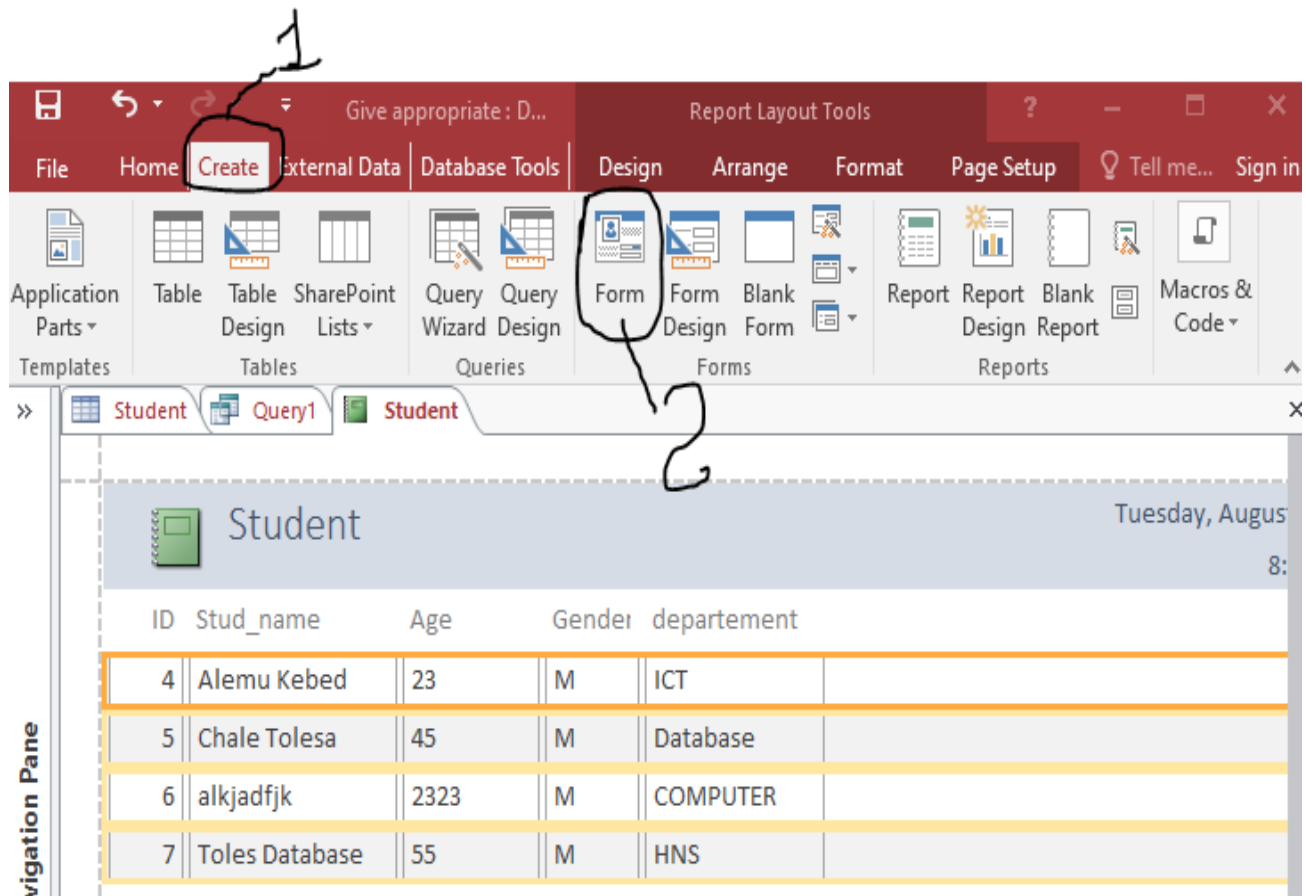 1
Give appropriate : D... Report Layout Tools ?
File Home Create External Data Database Tools Design Arrange Format Page Setup Tell me... Sign in
Application Parts Table Table Design SharePoint Lists Query Wizard Query Design Form Form Design Blank Form Report Report Design Blank Report Macros & Code
Templates Tables Queries Forms Reports
Student Query1 Student
2
Student Tuesday, Augus
8:
ID Stud_name Age Gender departement
4 Alemu Kebed 23 M ICT
5 Chale Tolesa 45 M Database
6 alkjadfjk 2323 M COMPUTER
7 Toles Database 55 M HNS
vigation Pane